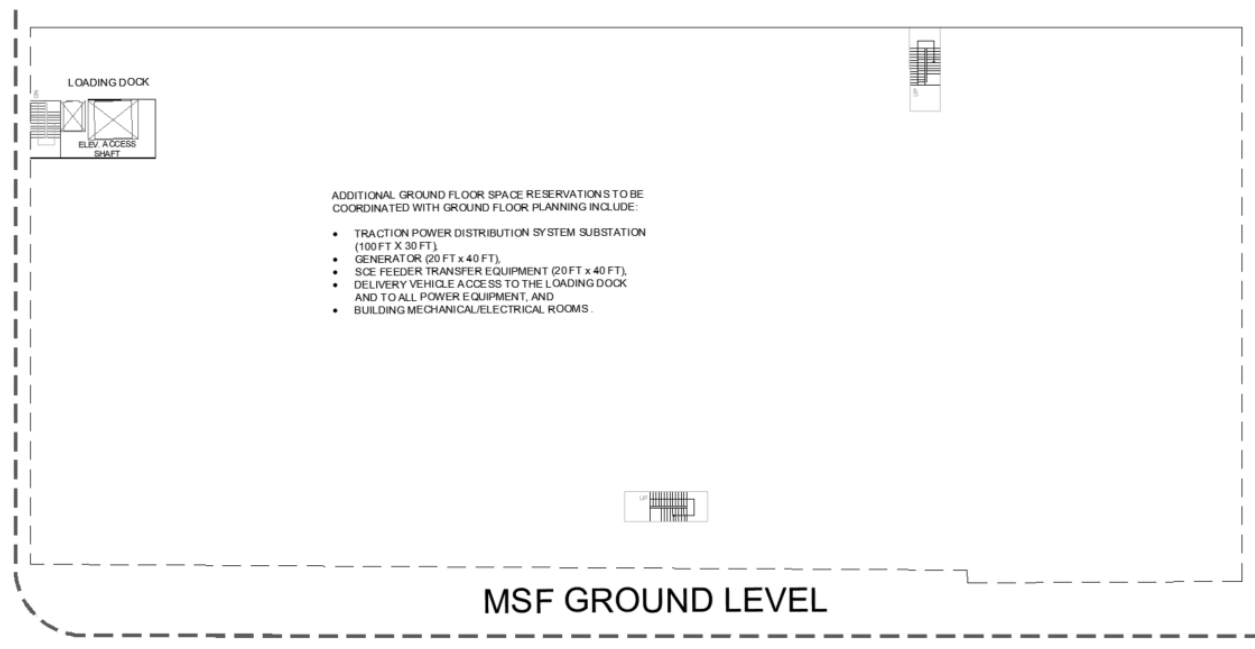 LOADING DOCK
DN
ELEV. ACCESS
SHAFT
UP
ADDITIONAL GROUND FLOOR SPACE RESERVATIONS TO BE
COORDINATED WITH GROUND FLOOR PLANNING INCLUDE:
• TRACTION POWER DISTRIBUTION SYSTEM SUBSTATION
(100 FT X 30 FT),
• GENERATOR (20 FT x 40 FT),
• SCE FEEDER TRANSFER EQUIPMENT (20 FT x 40 FT),
• DELIVERY VEHICLE ACCESS TO THE LOADING DOCK
AND TO ALL POWER EQUIPMENT, AND
• BUILDING MECHANICAL/ELECTRICAL ROOMS .
UP
MSF GROUND LEVEL